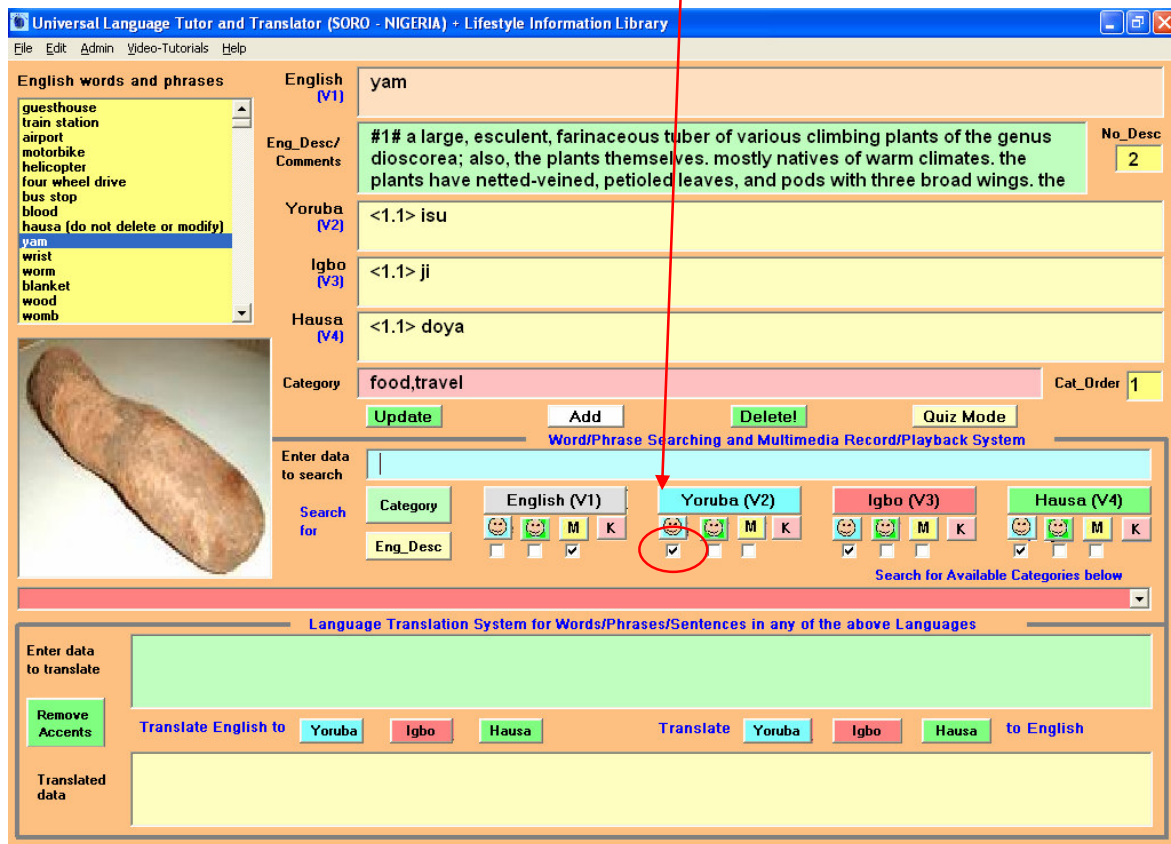 Universal Language Tutor and Translator (SORO - NIGERIA) + Lifestyle Information Library
File Edit Admin Video-Tutorials Help
English words and phrases
guesthouse
train station
airport
motorbike
helicopter
four wheel drive
bus stop
blood
hausa (do not delete or modify)
yam
wrist
worm
blanket
wood
womb
English
(V1)
yam
Eng_Desc/
Comments
#1# a large, esculent, farinaceous tuber of various climbing plants of the genus
dioscorea; also, the plants themselves. mostly natives of warm climates. the
plants have netted-veined, petioled leaves, and pods with three broad wings. the
No_Desc
2
Yoruba
(V2)
<1.1> isu
Igbo
(V3)
<1.1> ji
Hausa
(V4)
<1.1> doya
Category
food,travel
Cat_Order 1
Update Add Delete! Quiz Mode
Word/Phrase Searching and Multimedia Record/Playback System
Enter data
to search
Search
for
Category
Eng_Desc
English (V1) Yoruba (V2) Igbo (V3) Hausa (V4)
M K M K M K M K
Search for Available Categories below
Language Translation System for Words/Phrases/Sentences in any of the above Languages
Enter data
to translate
Remove
Accents
Translate English to Yoruba Igbo Hausa Translate Yoruba Igbo Hausa to English
Translated
data